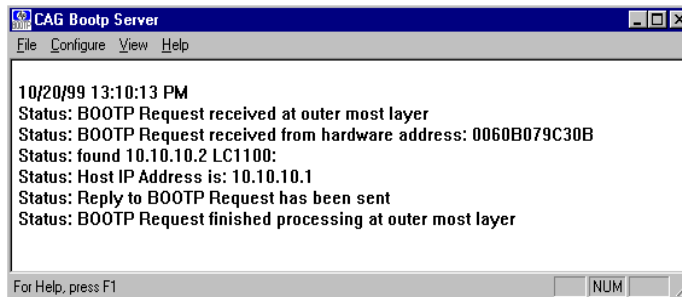 CAG Bootp Server
File Configure View Help
10/20/99 13:10:13 PM
Status: BOOTP Request received at outer most layer
Status: BOOTP Request received from hardware address: 0060B079C30B
Status: found 10.10.10.2 LC1100:
Status: Host IP Address is: 10.10.10.1
Status: Reply to BOOTP Request has been sent
Status: BOOTP Request finished processing at outer most layer
For Help, press F1
NUM